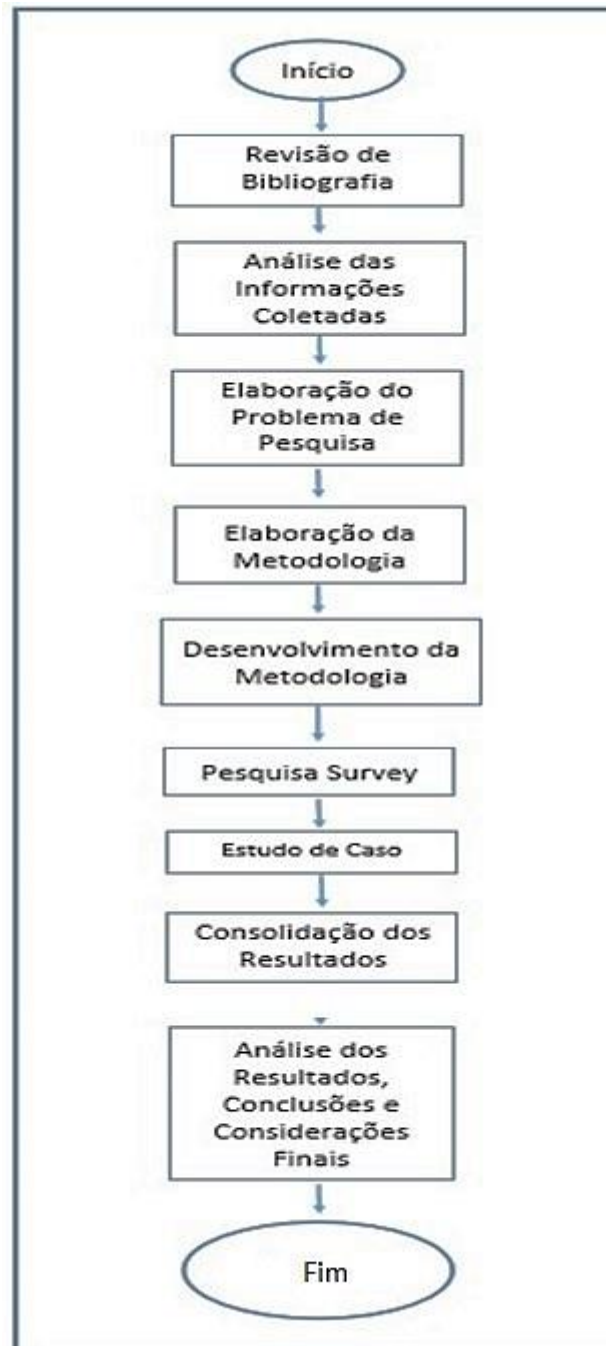 Início
Revisão de
Bibliografia
Análise das
Informações
Coletadas
Elaboração do
Problema de
Pesquisa
Elaboração da
Metodologia
Desenvolvimento da
Metodologia
Pesquisa Survey
Estudo de Caso
Consolidação dos
Resultados
Análise dos
Resultados,
Conclusões e
Considerações
Finais
Fim